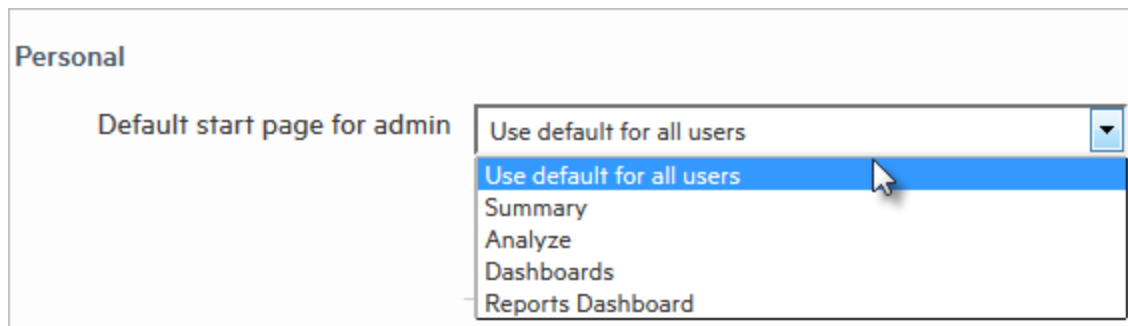 Personal
Default start page for admin
Use default for all users
Use default for all users
Summary
Analyze
Dashboards
Reports Dashboard